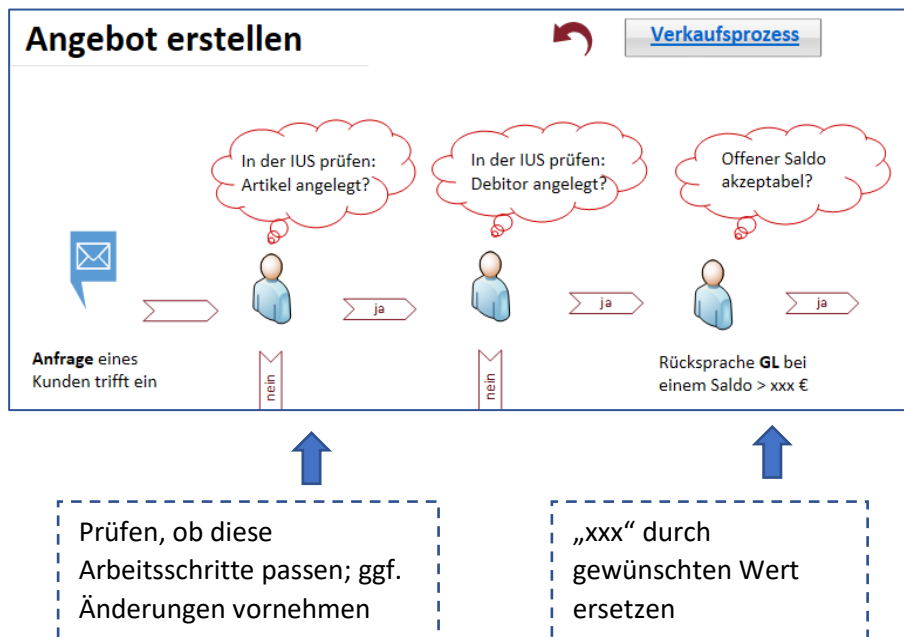 Angebot erstellen
Verkaufsprozess
In der IUS prüfen:
Artikel angelegt?
In der IUS prüfen:
Debitor angelegt?
Offener Saldo
akzeptabel?
ja
ja
ja
Anfrage eines
Kunden trifft ein
nein
nein
Rücksprache GL bei
einem Saldo > xxx €
Prüfen, ob diese
Arbeitsschritte passen; ggf.
Änderungen vornehmen
„xxx“ durch
gewünschten Wert
ersetzen